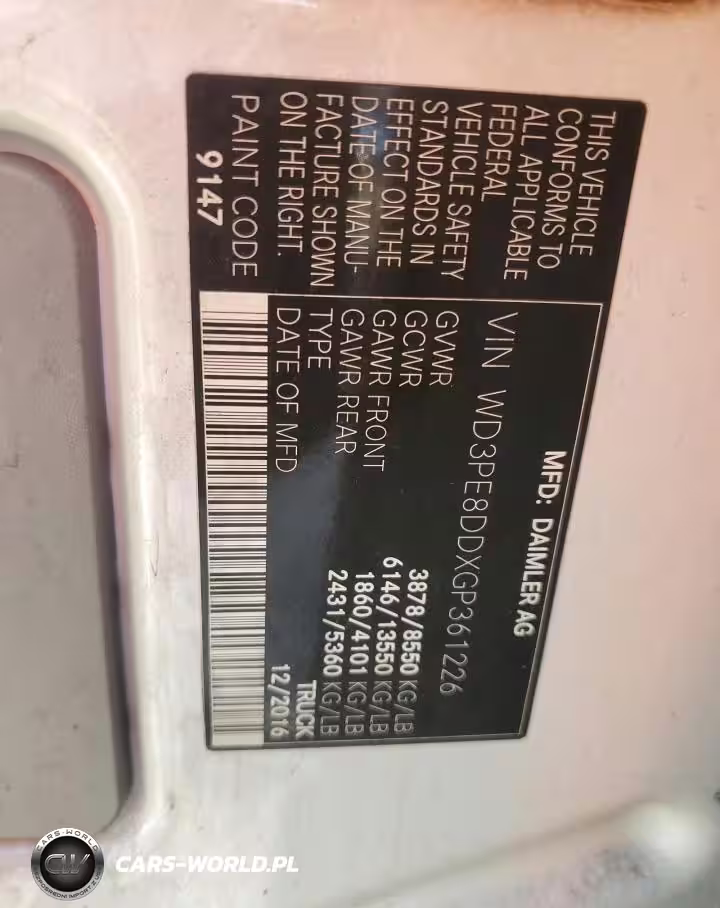 MFD: DAIMLER AG
VIN WD3PE8DDXGP361226
GVWR 3878/8550 KG/LB
GCWR 6146/13550 KG/LB
GAWR FRONT 1860/4101 KG/LB
GAWR REAR 2431/5360 KG/LB
TYPE TRUCK
DATE OF MFD 12/2016
THIS VEHICLE
CONFORMS TO
ALL APPLICABLE
FEDERAL
VEHICLE SAFETY
STANDARDS IN
EFFECT ON THE
DATE OF MANU-
FACTURE SHOWN
ON THE RIGHT.
PAINT CODE
9147
CARS-WORLD
CW
CARS-WORLD.PL